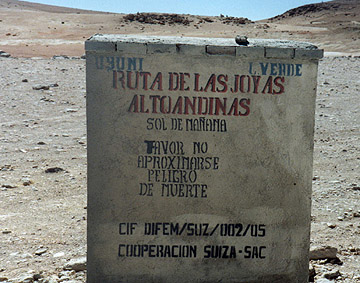 UYUNI L. VERDE
RUTA DE LAS JOYAS
ALTOANDINAS
SOL DE MAÑANA
FAVOR NO
APROXIMARSE
PELIGRO
DE MUERTE
CIF DIFEM/SUZ/002/05
COOPERACION SUIZA-SAC